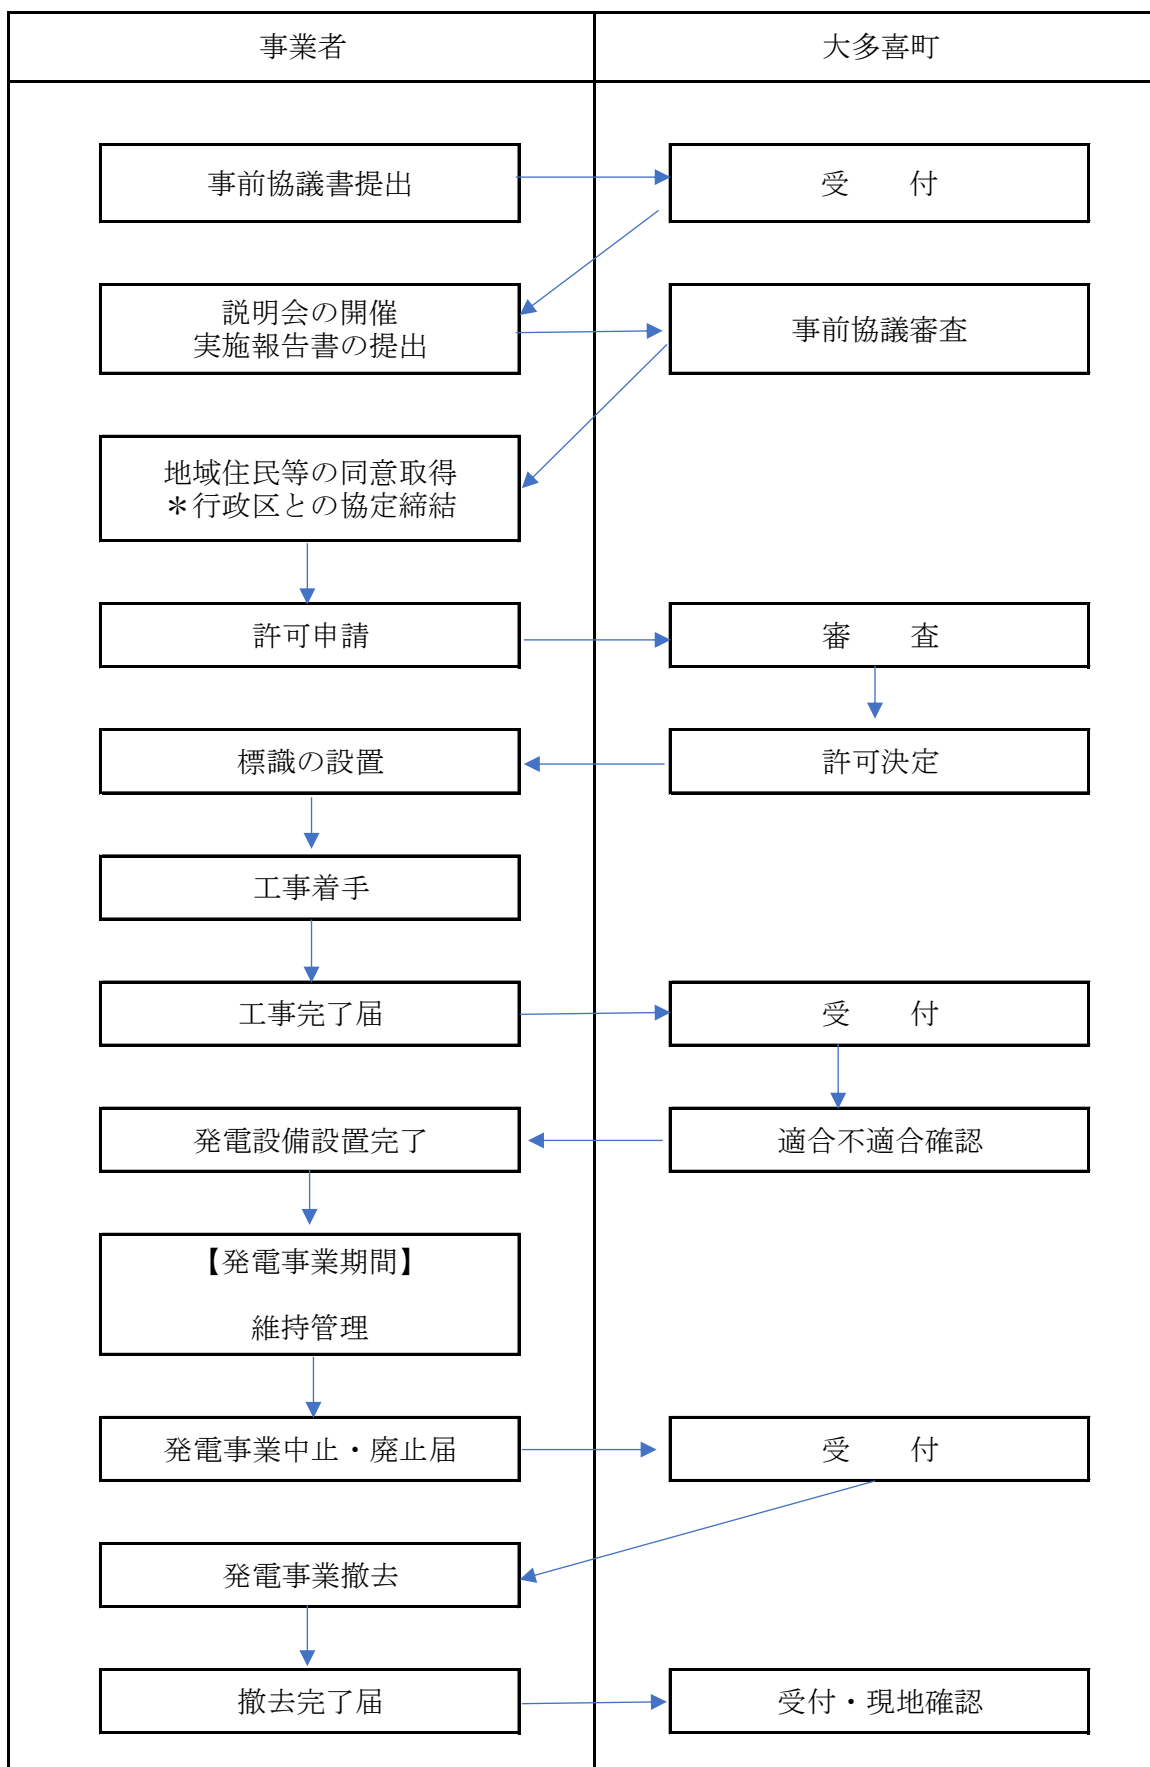 事業者
大多喜町
事前協議書提出
受　　付
説明会の開催
実施報告書の提出
事前協議審査
地域住民等の同意取得
＊行政区との協定締結
許可申請
審　　査
標識の設置
許可決定
工事着手
工事完了届
受　　付
発電設備設置完了
適合不適合確認
【発電事業期間】
維持管理
発電事業中止・廃止届
受　　付
発電事業撤去
撤去完了届
受付・現地確認